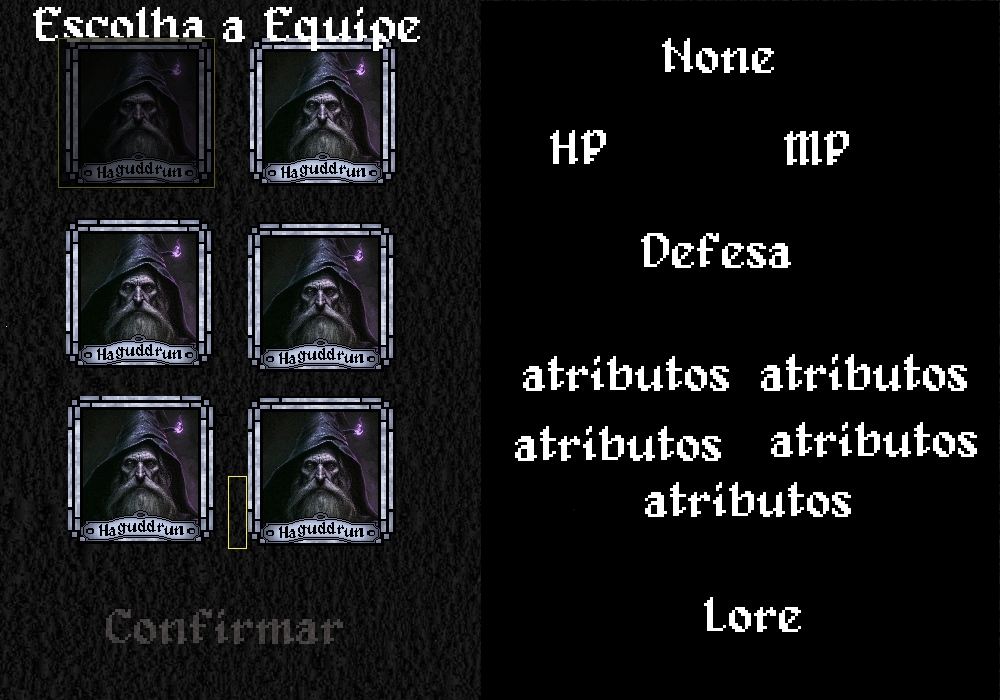 Escolha a Equipe
Haguddrun Haguddrun
Haguddrun Haguddrun
Haguddrun Haguddrun
Confirmar
None
HP MP
Defesa
atributos atributos
atributos atributos
atributos
Lore